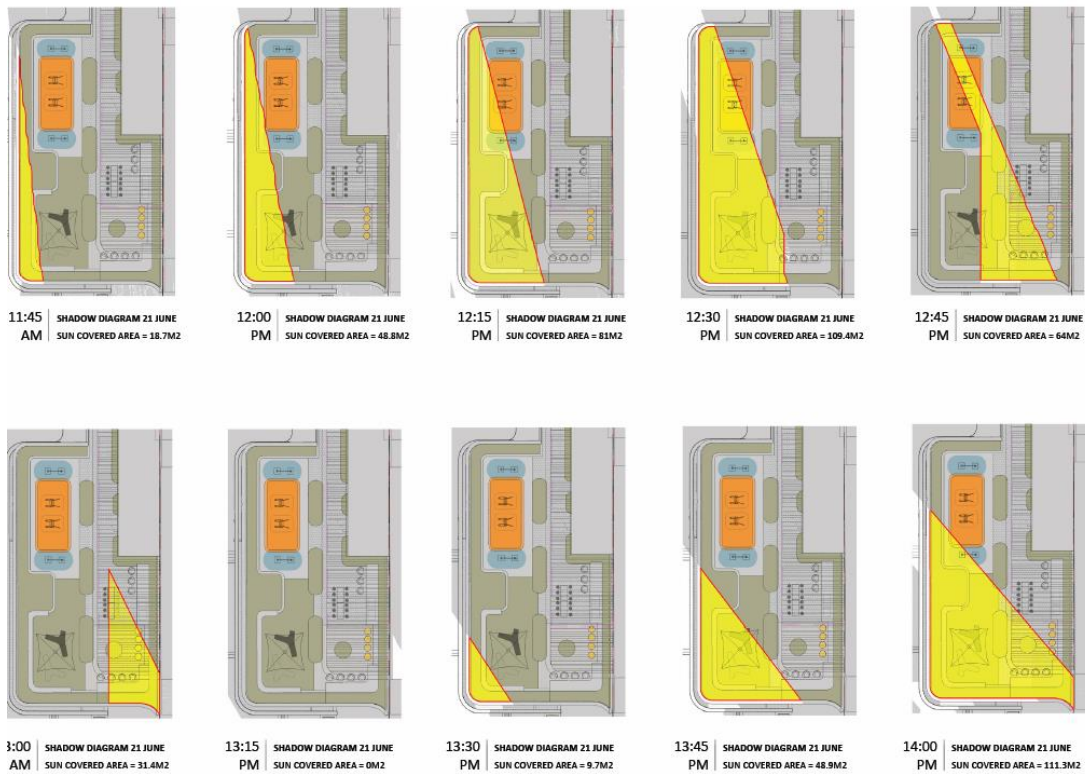 11:45 AM | SHADOW DIAGRAM 21 JUNE
SUN COVERED AREA = 18.7M2
12:00 PM | SHADOW DIAGRAM 21 JUNE
SUN COVERED AREA = 48.8M2
12:15 PM | SHADOW DIAGRAM 21 JUNE
SUN COVERED AREA = 81M2
12:30 PM | SHADOW DIAGRAM 21 JUNE
SUN COVERED AREA = 109.4M2
12:45 PM | SHADOW DIAGRAM 21 JUNE
SUN COVERED AREA = 64M2
3:00 AM | SHADOW DIAGRAM 21 JUNE
SUN COVERED AREA = 31.4M2
13:15 PM | SHADOW DIAGRAM 21 JUNE
SUN COVERED AREA = 0M2
13:30 PM | SHADOW DIAGRAM 21 JUNE
SUN COVERED AREA = 9.7M2
13:45 PM | SHADOW DIAGRAM 21 JUNE
SUN COVERED AREA = 48.9M2
14:00 PM | SHADOW DIAGRAM 21 JUNE
SUN COVERED AREA = 111.3M2